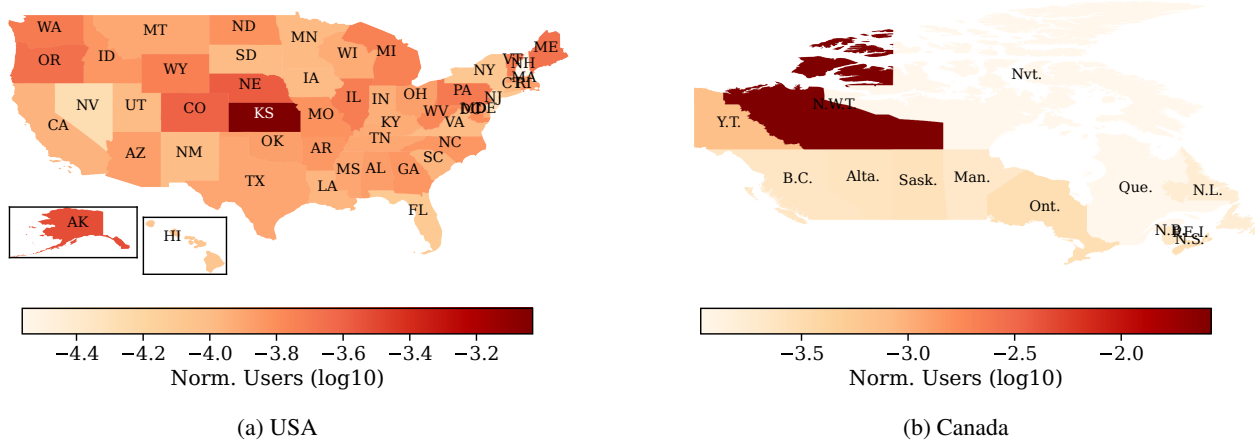 WA
MT
ND
MN
ME
OR
ID
SD
WI
MI
VT
NH
WY
NY
MA
IA
NE
CT
RI
NV
UT
CO
KS
IL
IN
OH
PA
NJ
CA
MO
WV
MD
DE
KY
VA
AZ
NM
OK
AR
TN
NC
SC
TX
MS
AL
GA
LA
FL
AK
HI
−4.4 −4.2 −4.0 −3.8 −3.6 −3.4 −3.2
Norm. Users (log10)
(a) USA
Nvt.
N.W.T.
Y.T.
B.C. Alta. Sask. Man.
Que. N.L.
Ont.
N.B. P.E.I.
N.S.
−3.5 −3.0 −2.5 −2.0
Norm. Users (log10)
(b) Canada